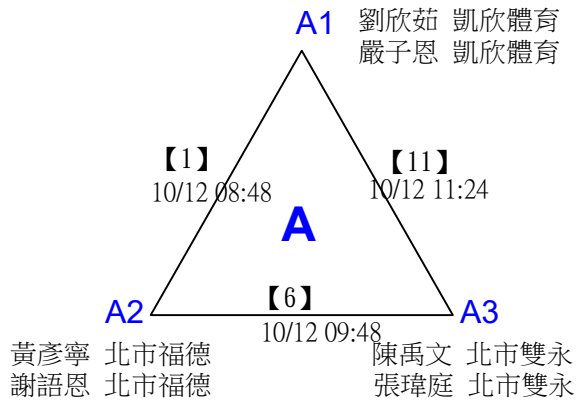 A1 劉欣茹 凱欣體育
嚴子恩 凱欣體育
【1】
10/12 08:48
【11】
10/12 11:24
A
A2
【6】
10/12 09:48
A3
黃彥寧 北市福德
謝語恩 北市福德
陳禹文 北市雙永
張瑋庭 北市雙永